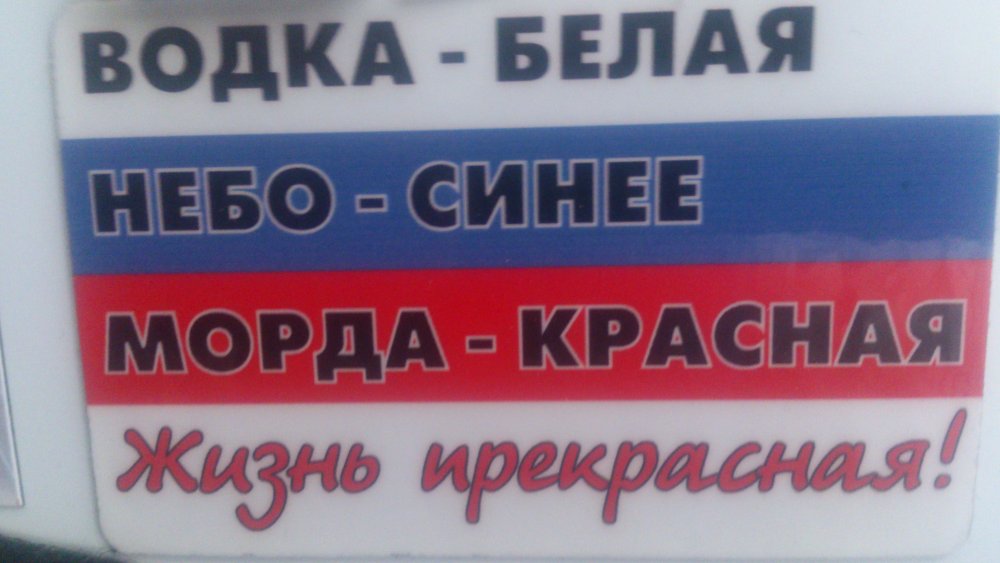 ВОДКА - БЕЛАЯ
НЕБО - СИНЕЕ
МОРДА - КРАСНАЯ
Жизнь прекрасная!